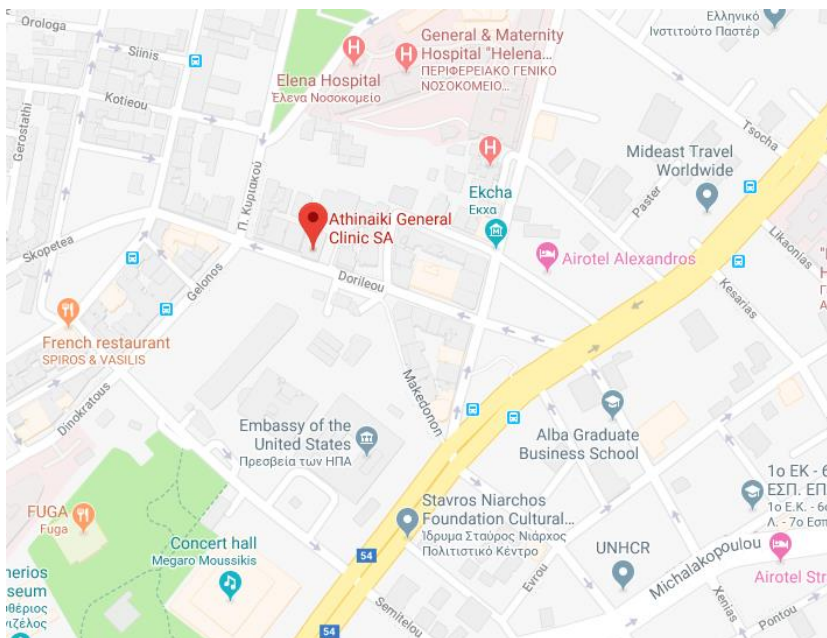 Orologa
Siinis
Kotieou
Gerostathi
Π. Κυριακού
Skopetea
Gelonos
Elena Hospital
Έλενα Νοσοκομείο
General & Maternity
Hospital "Helena...
ΠΕΡΙΦΕΡΕΙΑΚΟ ΓΕΝΙΚΟ
ΝΟΣΟΚΟΜΕΙΟ...
Ελληνικό
Ινστιτούτο Παστέρ
Tsocha
Mideast Travel
Worldwide
Paster
Likaonias
Kesarias
Ekcha
Εκχα
Athinaiki General
Clinic SA
Airotel Alexandros
Dorileou
French restaurant
SPIROS & VASILIS
Dinokratous
Makedonon
Embassy of the
United States
Πρεσβεία των ΗΠΑ
Alba Graduate
Business School
1ο ΕΚ - 6
ΕΣΠ. ΕΠ
1ο Ε.Κ. - 6
Λ. - 7ο Εσπ
FUGA
Fuga
Concert hall
Megaro Moussikis
Stavros Niarchos
Foundation Cultural...
Ίδρυμα Σταύρος Νιάρχος
Πολιτιστικό Κέντρο
UNHCR
Michalakopoulou
Airotel Str
Evrou
Xenias
Pontou
Semitelou
54
54
nerios
seum